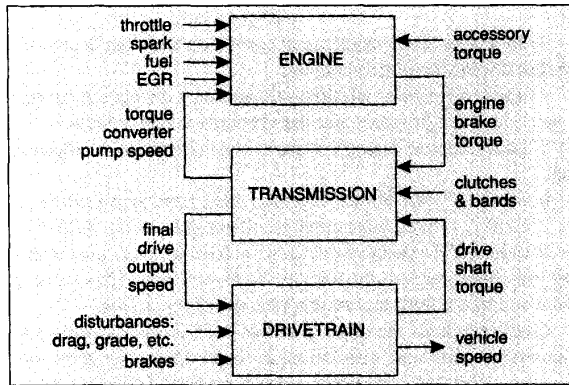 throttle
spark
fuel
EGR
ENGINE
accessory
torque
torque
converter
pump speed
engine
brake
torque
TRANSMISSION
clutches
& bands
final
drive
output
speed
drive
shaft
torque
disturbances:
drag, grade, etc.
brakes
DRIVETRAIN
vehicle
speed